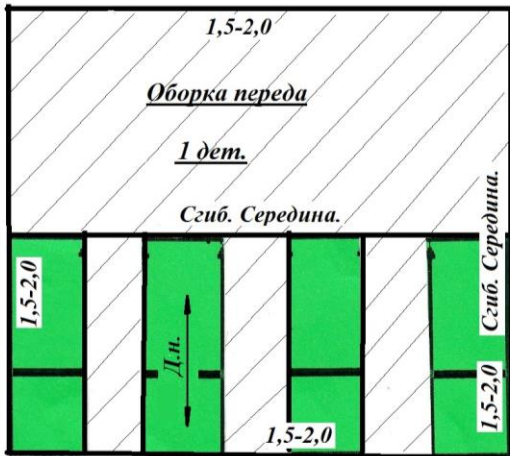 1,5-2,0
Оборка переда
1 дет.
Сгиб. Середина.
Сгиб. Середина.
1,5-2,0
Д.н.
1,5-2,0
1,5-2,0